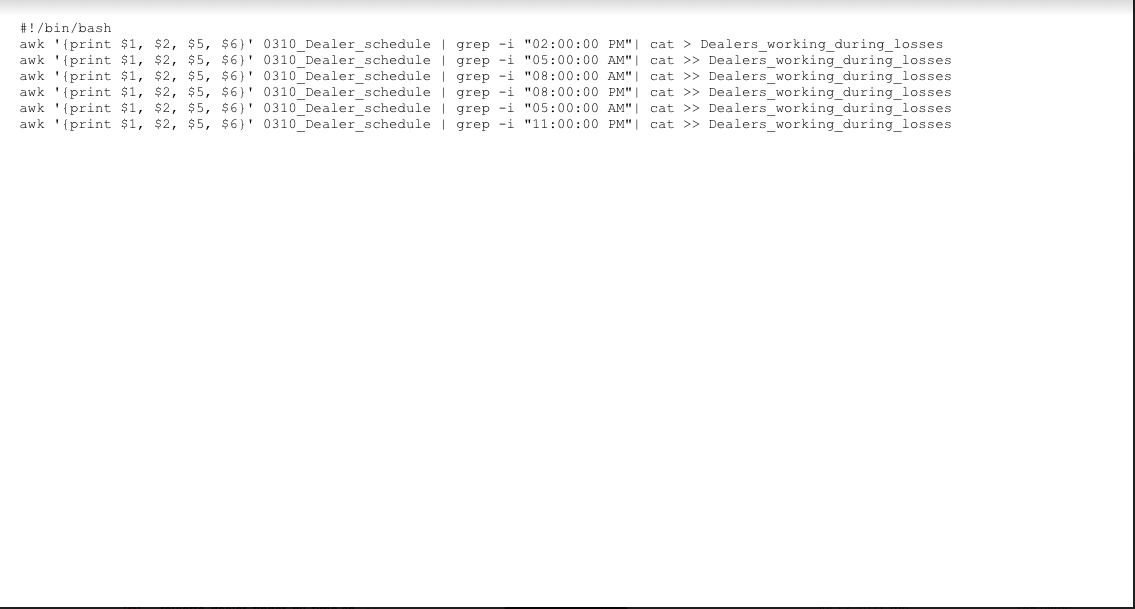 #!/bin/bash
awk '{print $1, $2, $5, $6}' 0310_Dealer_schedule | grep -i "02:00:00 PM"| cat > Dealers_working_during_losses
awk '{print $1, $2, $5, $6}' 0310_Dealer_schedule | grep -i "05:00:00 AM"| cat >> Dealers_working_during_losses
awk '{print $1, $2, $5, $6}' 0310_Dealer_schedule | grep -i "08:00:00 AM"| cat >> Dealers_working_during_losses
awk '{print $1, $2, $5, $6}' 0310_Dealer_schedule | grep -i "08:00:00 PM"| cat >> Dealers_working_during_losses
awk '{print $1, $2, $5, $6}' 0310_Dealer_schedule | grep -i "05:00:00 AM"| cat >> Dealers_working_during_losses
awk '{print $1, $2, $5, $6}' 0310_Dealer_schedule | grep -i "11:00:00 PM"| cat >> Dealers_working_during_losses